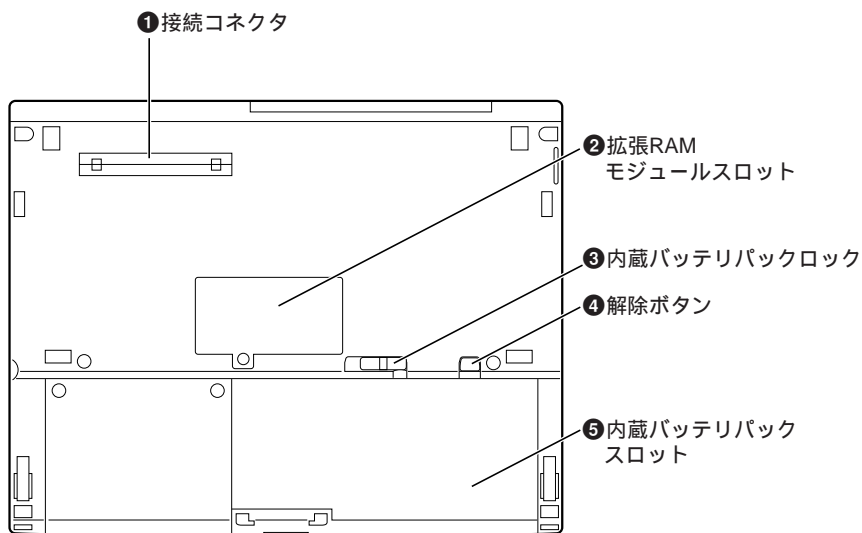 ❶接続コネクタ
❷拡張RAM
モジュールスロット
❸内蔵バッテリパックロック
❹解除ボタン
❺内蔵バッテリパック
スロット